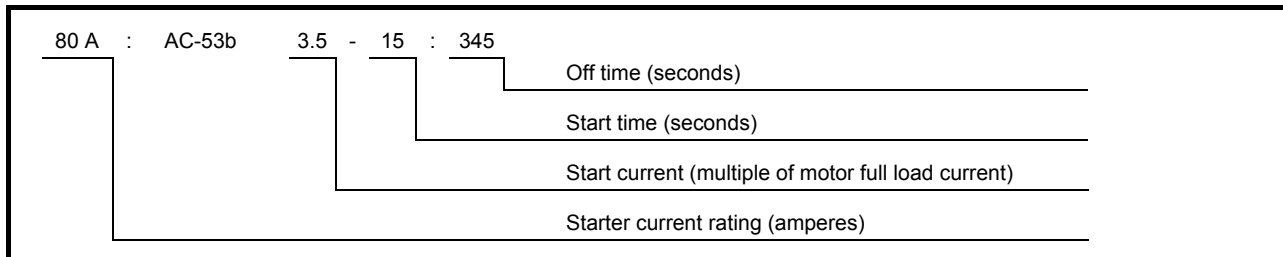 80 A : AC-53b 3.5 - 15 : 345
Off time (seconds)
Start time (seconds)
Start current (multiple of motor full load current)
Starter current rating (amperes)